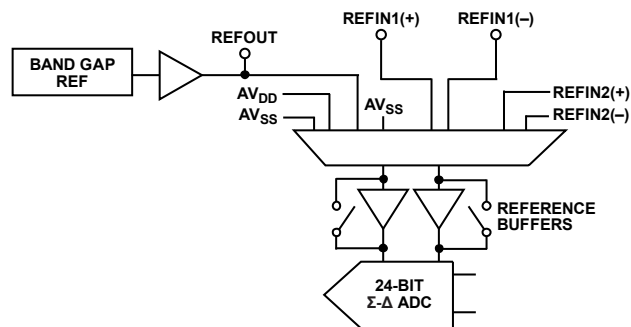 REFIN1(+)
REFIN1(–)
REFOUT
BAND GAP
REF
AVDD
AVSS
AVSS
REFIN2(+)
REFIN2(–)
REFERENCE
BUFFERS
24-BIT
Σ-Δ ADC